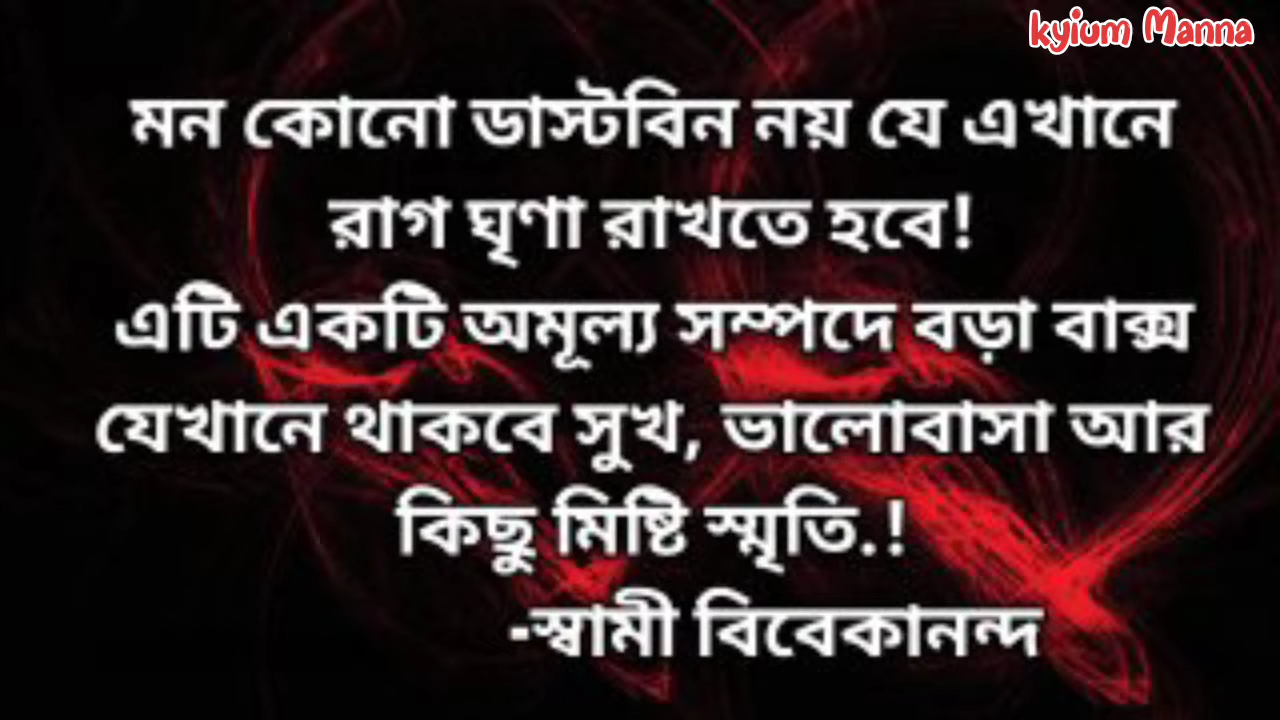 kyium Manna
মন কোনো ডাস্টবিন নয় যে এখানে
রাগ ঘৃণা রাখতে হবে!
এটি একটি অমূল্য সম্পদে বড়া বাক্স
যেখানে থাকবে সুখ, ভালোবাসা আর
কিছু মিষ্টি স্মৃতি.!
-স্বামী বিবেকানন্দ